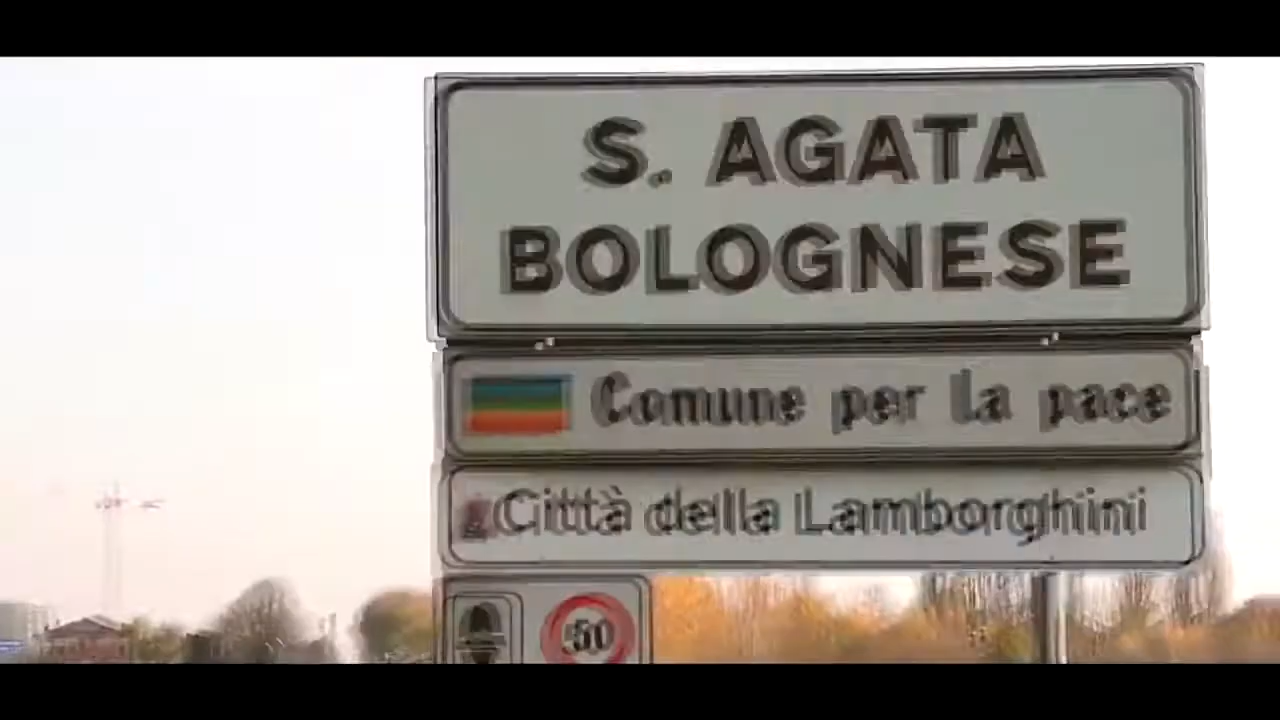 S. AGATA
BOLOGNESE
Comune per la pace
Città della Lamborghini
50